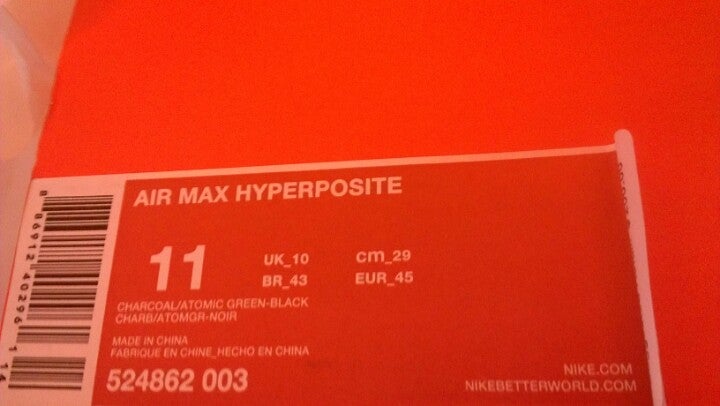 AIR MAX HYPERPOSITE
11
UK_10 cm_29
BR_43 EUR_45
CHARCOAL/ATOMIC GREEN-BLACK
CHARB/ATOMGR-NOIR
MADE IN CHINA
FABRIQUE EN CHINE_HECHO EN CHINA
524862 003
NIKE.COM
NIKEBETTERWORLD.COM